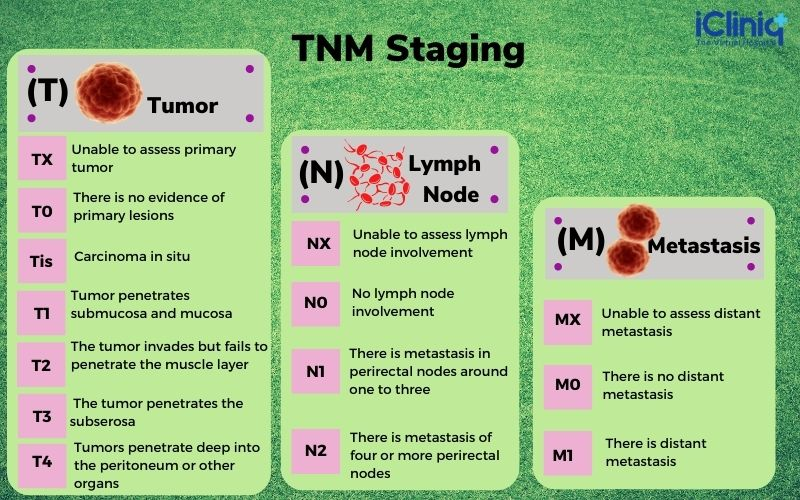 TNM Staging
iCliniq
The Virtual Hospital
(T)
Tumor
TX
Unable to assess primary
tumor
T0
There is no evidence of
primary lesions
Tis
Carcinoma in situ
T1
Tumor penetrates
submucosa and mucosa
T2
The tumor invades but fails to
penetrate the muscle layer
T3
The tumor penetrates the
subserosa
T4
Tumors penetrate deep into
the peritoneum or other
organs
(N)
Lymph
Node
NX
Unable to assess lymph
node involvement
N0
No lymph node
involvement
N1
There is metastasis in
perirectal nodes around
one to three
N2
There is metastasis of
four or more perirectal
nodes
(M)
Metastasis
MX
Unable to assess distant
metastasis
M0
There is no distant
metastasis
M1
There is distant
metastasis